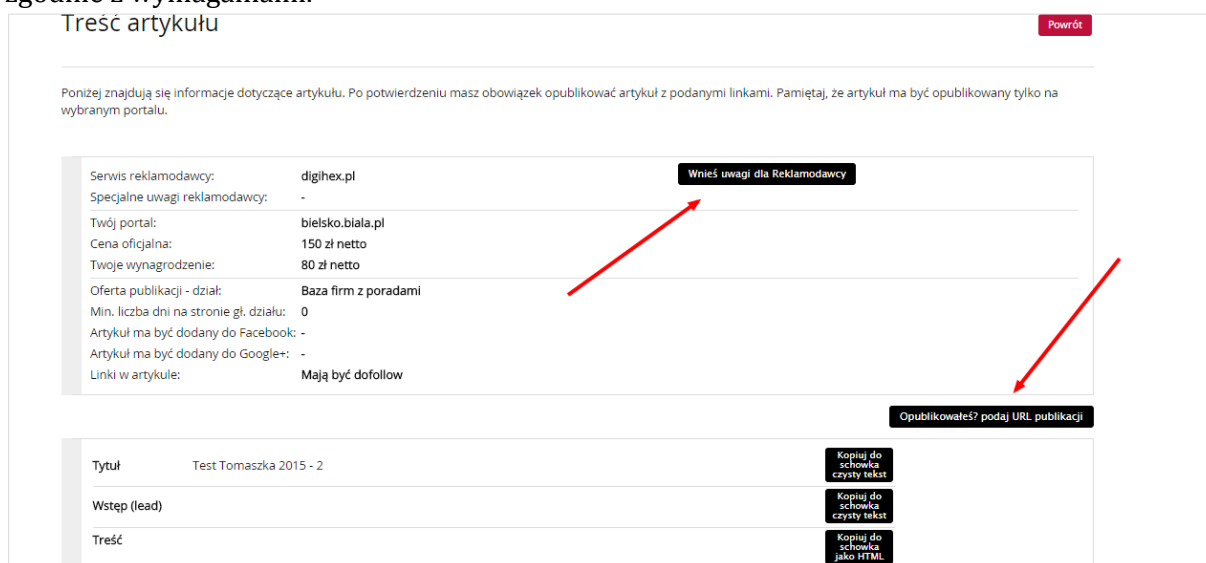 zgodnie z wymaganiami.
Treść artykułu
Powrót
Poniżej znajdują się informacje dotyczące artykułu. Po potwierdzeniu masz obowiązek opublikować artykuł z podanymi linkami. Pamiętaj, że artykuł ma być opublikowany tylko na
wybranym portalu.
Serwis reklamodawcy: digihex.pl
Wnieś uwagi dla Reklamodawcy
Specjalne uwagi reklamodawcy: -
Twój portal: bielsko.biala.pl
Cena oficjalna: 150 zł netto
Twoje wynagrodzenie: 80 zł netto
Oferta publikacji - dział: Baza firm z poradami
Min. liczba dni na stronie gł. działu: 0
Artykuł ma być dodany do Facebook: -
Artykuł ma być dodany do Google+: -
Linki w artykule: Mają być dofollow
Opublikowałeś? podaj URL publikacji
Tytuł Test Tomaszka 2015 - 2
Kopiuj do
schowka
czysty tekst
Wstęp (lead)
Kopiuj do
schowka
czysty tekst
Treść
Kopiuj do
schowka
jako HTML